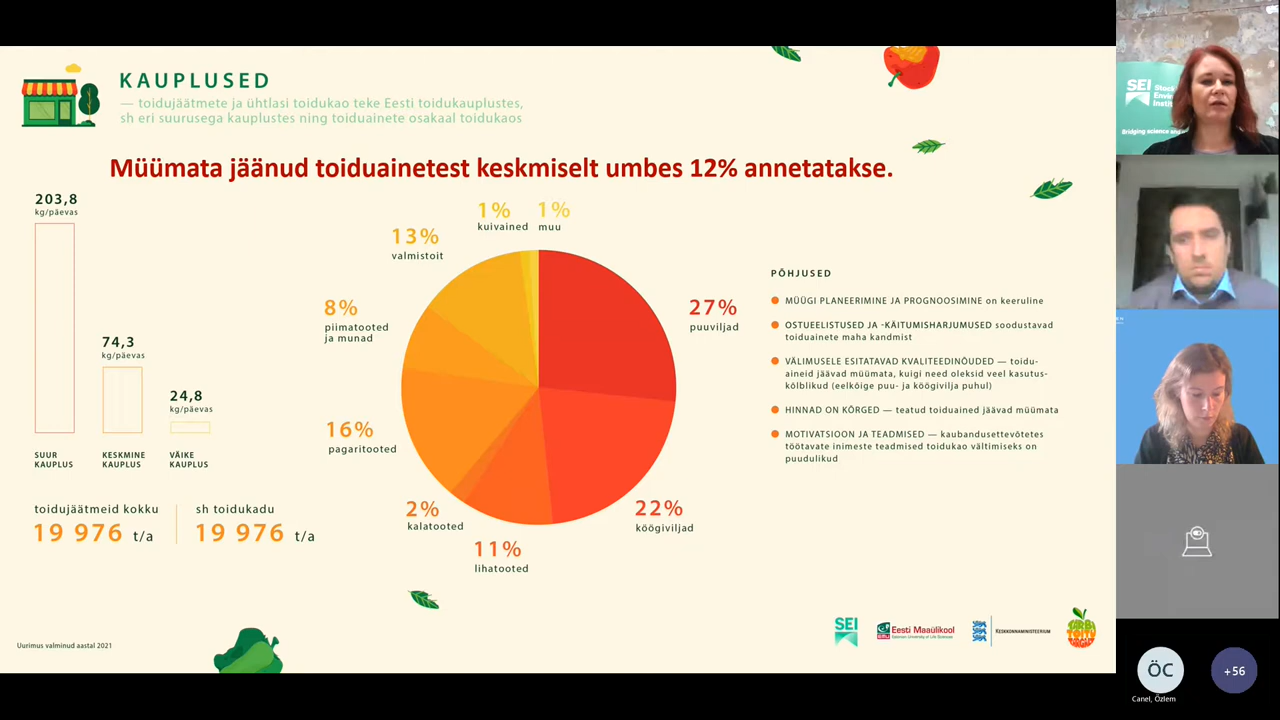 KAUPLUSED
— toidujäätmete ja ühtlasi toidukao teke Eesti toidukauplustes,
sh eri suurusega kauplustes ning toiduainete osakaal toidukaos
Müümata jäänud toiduainetest keskmiselt umbes 12% annetatakse.
203,8
kg/päevas
74,3
kg/päevas
24,8
kg/päevas
SUUR
KAUPLUS
KESKMINE
KAUPLUS
VÄIKE
KAUPLUS
toidujäätmeid kokku
19 976 t/a
sh toidukadu
19 976 t/a
1%
kuivained
1%
muu
13%
valmistoit
8%
piimatooted
ja munad
16%
pagaritooted
2%
kalatooted
11%
lihatooted
22%
köögiviljad
27%
puuviljad
PÕHJUSED
MÜÜGI PLANEERIMINE JA PROGNOOSIMINE on keeruline
OSTUEELISTUSED JA -KÄITUMISHARJUMUSED soodustavad
toiduainete maha kandmist
VÄLIMUSELE ESITATAVAD KVALITEEDINÕUDED — toidu-
aineid jäävad müümata, kuigi need oleksid veel kasutus-
kõlblikud (eelkõige puu- ja köögivilja puhul)
HINNAD ON KÕRGED — teatud toiduained jäävad müümata
MOTIVATSIOON JA TEADMISED — kaubandusettevõtetes
töötavate inimeste teadmised toidukao vältimiseks on
puudulikud
Uurimus valminud aastal 2021
SEI
EMÜ
Eesti Maaülikool
Estonian University of Life Sciences
KESKKONNAMINISTEERIUM
SEI
Bridging science and
ÖC
Canel, Özlem
+56